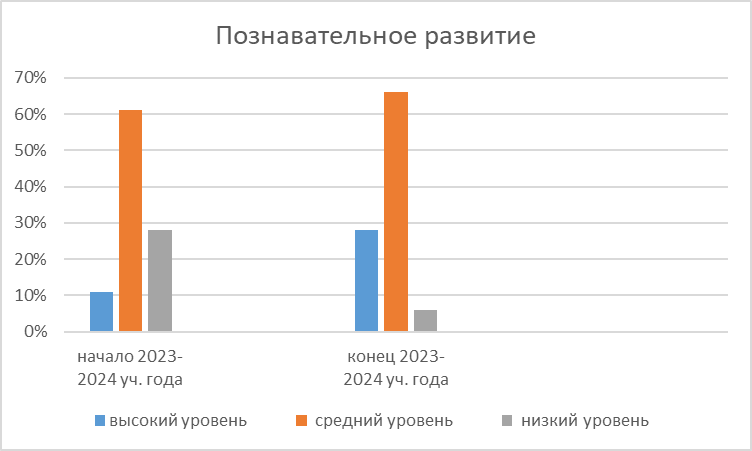 Познавательное развитие
70%
60%
50%
40%
30%
20%
10%
0%
начало 2023-
2024 уч. года
конец 2023-
2024 уч. года
высокий уровень
средний уровень
низкий уровень